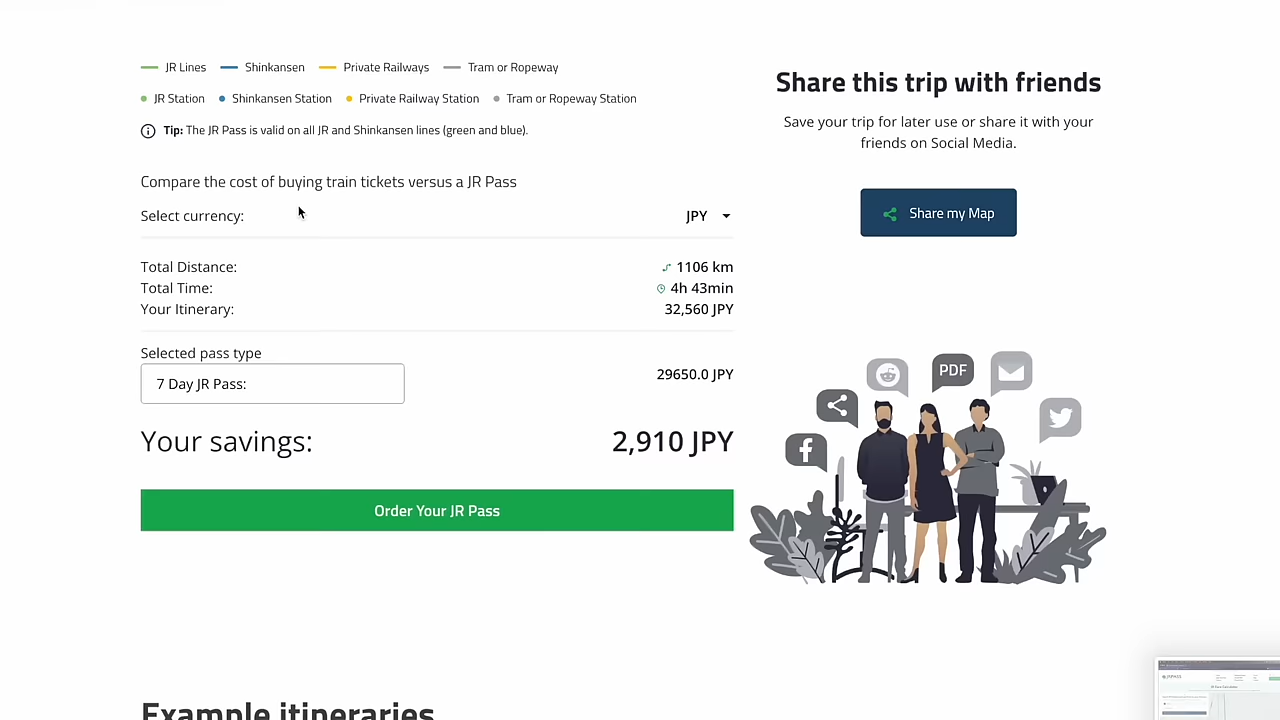 JR Lines Shinkansen Private Railways Tram or Ropeway
JR Station Shinkansen Station Private Railway Station Tram or Ropeway Station
Tip: The JR Pass is valid on all JR and Shinkansen lines (green and blue).
Compare the cost of buying train tickets versus a JR Pass
Select currency: JPY
Total Distance: 1106 km
Total Time: 4h 43min
Your Itinerary: 32,560 JPY
Selected pass type
7 Day JR Pass: 29650.0 JPY
Your savings: 2,910 JPY
Order Your JR Pass
Share this trip with friends
Save your trip for later use or share it with your
friends on Social Media.
Share my Map
PDF
Example itineraries